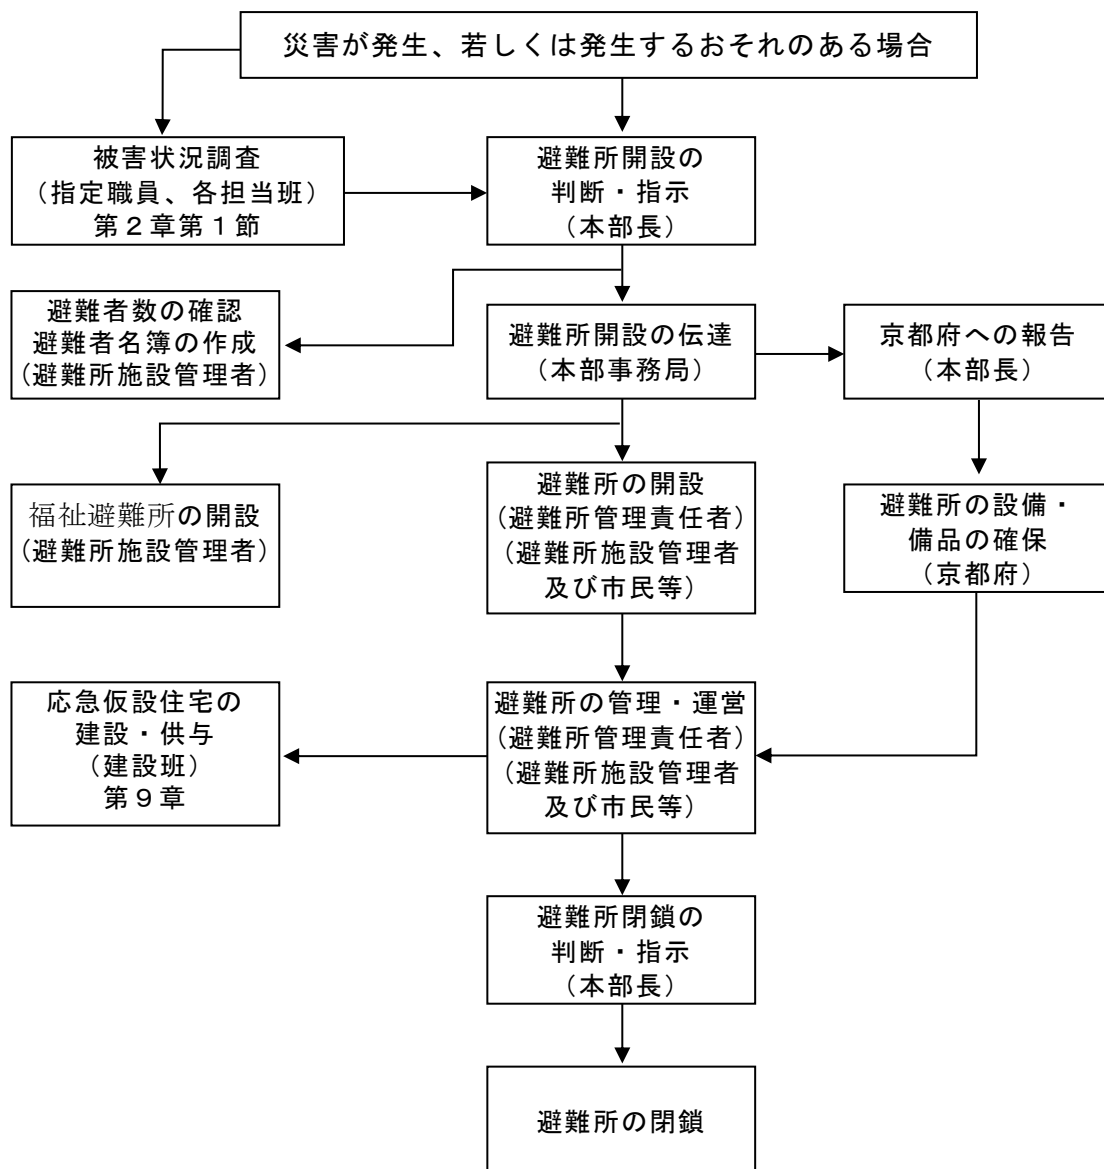 災害が発生、若しくは発生するおそれのある場合
被害状況調査
（指定職員、各担当班）
第２章第１節
避難所開設の
判断・指示
（本部長）
避難者数の確認
避難者名簿の作成
（避難所施設管理者）
避難所開設の伝達
（本部事務局）
京都府への報告
（本部長）
福祉避難所の開設
（避難所施設管理者）
避難所の開設
（避難所管理責任者）
（避難所施設管理者
及び市民等）
避難所の設備・
備品の確保
（京都府）
応急仮設住宅の
建設・供与
（建設班）
第９章
避難所の管理・運営
（避難所管理責任者）
（避難所施設管理者
及び市民等）
避難所閉鎖の
判断・指示
（本部長）
避難所の閉鎖